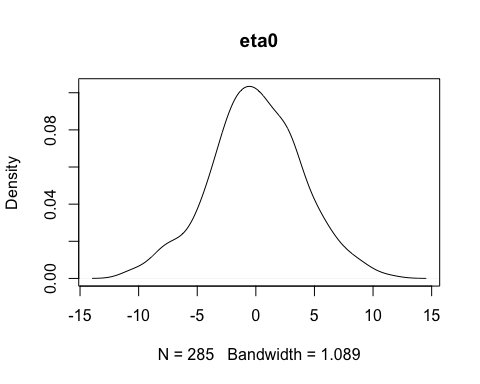 eta0
Density
0.00 0.04 0.08
-15 -10 -5 0 5 10 15
N = 285 Bandwidth = 1.089